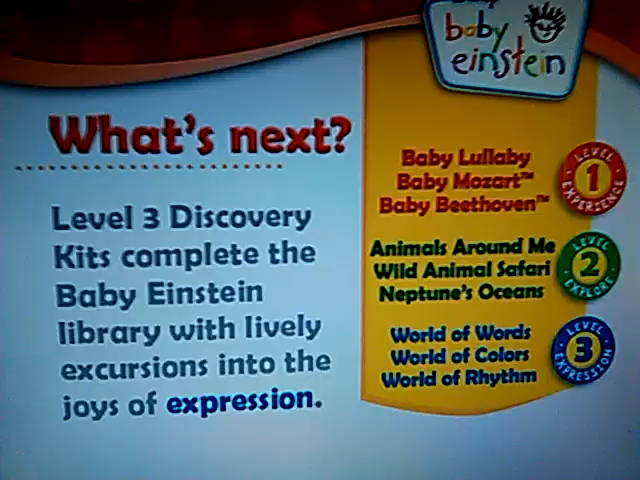 baby
einstein
What's next?
Level 3 Discovery
Kits complete the
Baby Einstein
library with lively
excursions into the
joys of expression.
Baby Lullaby
Baby Mozart™
Baby Beethoven™
LEVEL
1
EXPERIENCE
Animals Around Me
Wild Animal Safari
Neptune's Oceans
LEVEL
2
EXPLORE
World of Words
World of Colors
World of Rhythm
LEVEL
3
EXPRESSION